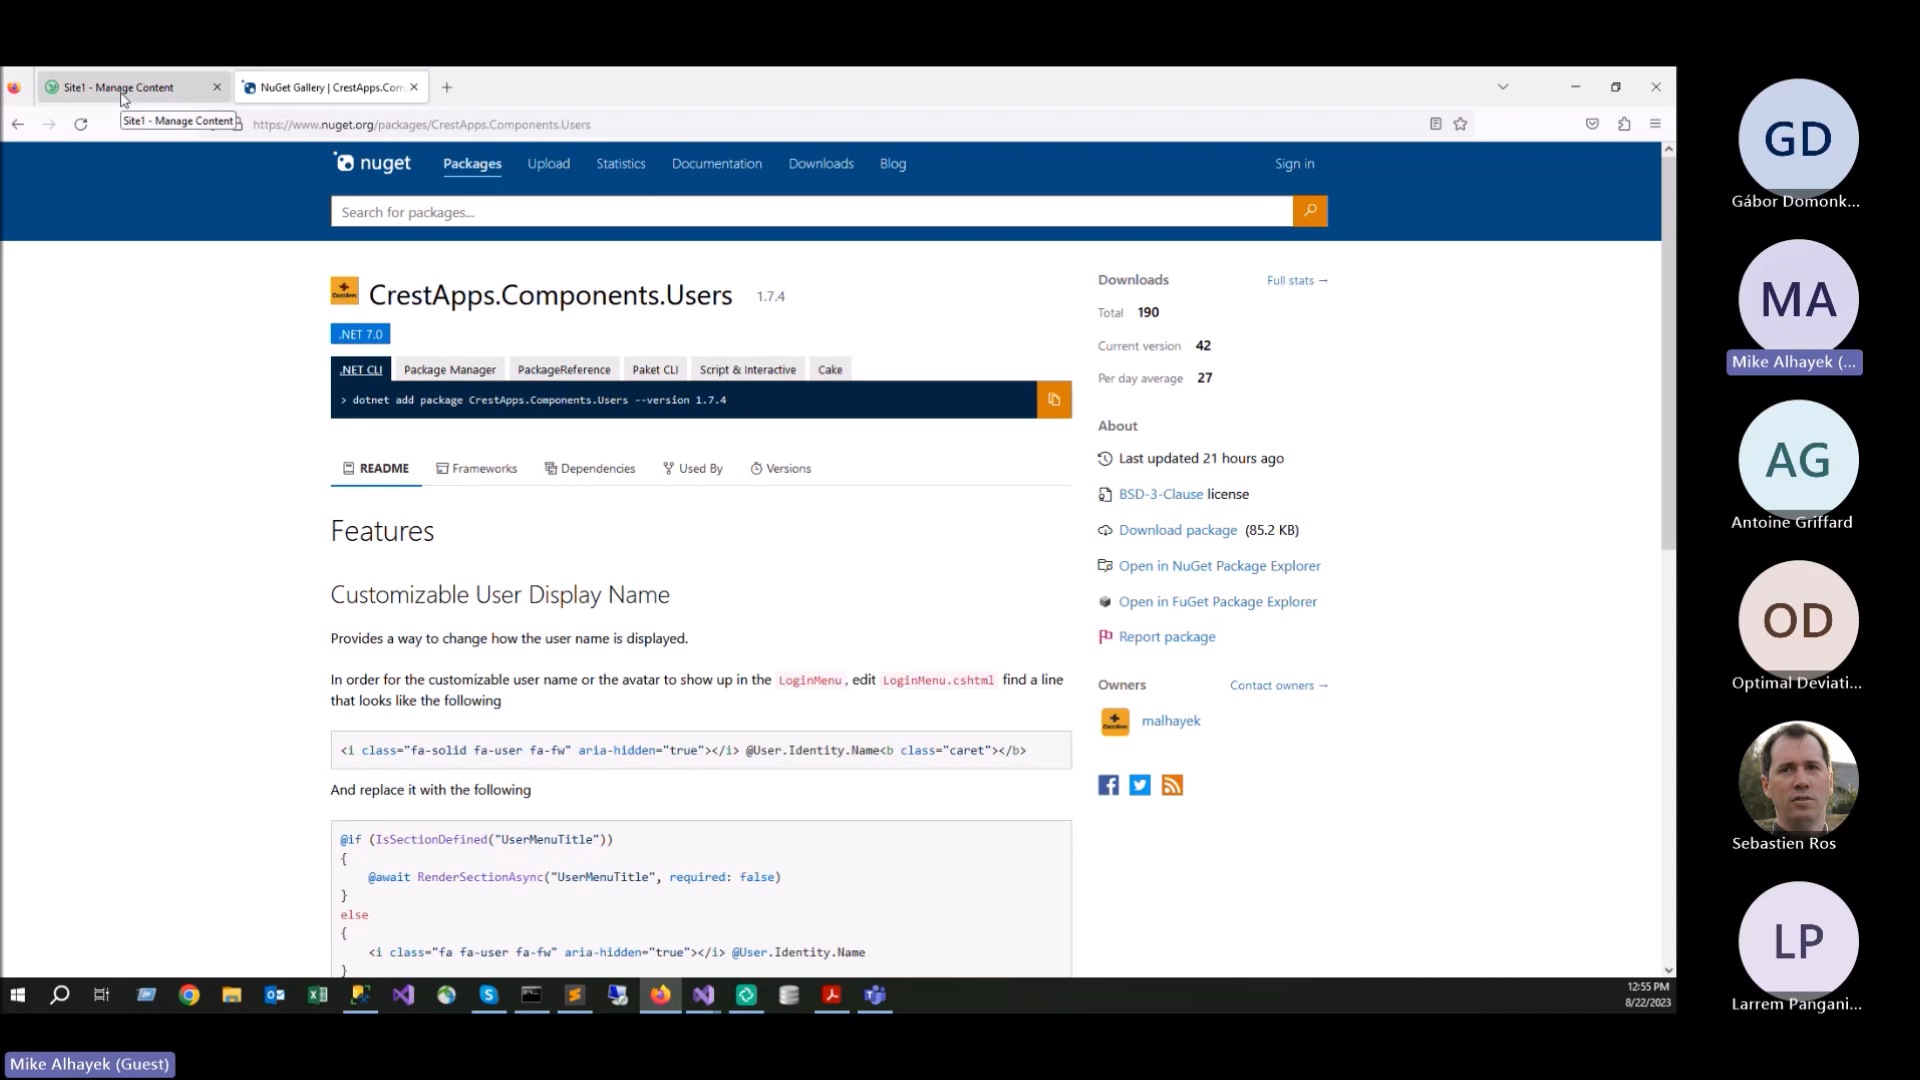 Site1 - Manage Content
NuGet Gallery | CrestApps.Com
Site1 - Manage Content
https://www.nuget.org/packages/CrestApps.Components.Users
nuget
Packages
Upload
Statistics
Documentation
Downloads
Blog
Sign in
Search for packages...
CrestApps.Components.Users 1.7.4
.NET 7.0
.NET CLI
Package Manager
PackageReference
Paket CLI
Script & Interactive
Cake
> dotnet add package CrestApps.Components.Users --version 1.7.4
README
Frameworks
Dependencies
Used By
Versions
Features
Customizable User Display Name
Provides a way to change how the user name is displayed.
In order for the customizable user name or the avatar to show up in the LoginMenu, edit LoginMenu.cshtml find a line
that looks like the following
<i class="fa-solid fa-user fa-fw" aria-hidden="true"></i> @User.Identity.Name<b class="caret"></b>
And replace it with the following
@if (IsSectionDefined("UserMenuTitle"))
{
@await RenderSectionAsync("UserMenuTitle", required: false)
}
else
{
<i class="fa fa-user fa-fw" aria-hidden="true"></i> @User.Identity.Name
}
Downloads
Full stats →
Total 190
Current version 42
Per day average 27
About
Last updated 21 hours ago
BSD-3-Clause license
Download package (85.2 KB)
Open in NuGet Package Explorer
Open in FuGet Package Explorer
Report package
Owners
Contact owners →
malhayek
12:55 PM
8/22/2023
GD
Gábor Domonk...
MA
Mike Alhayek (...
AG
Antoine Griffard
OD
Optimal Deviati...
Sebastien Ros
LP
Larrem Pangani...
Mike Alhayek (Guest)